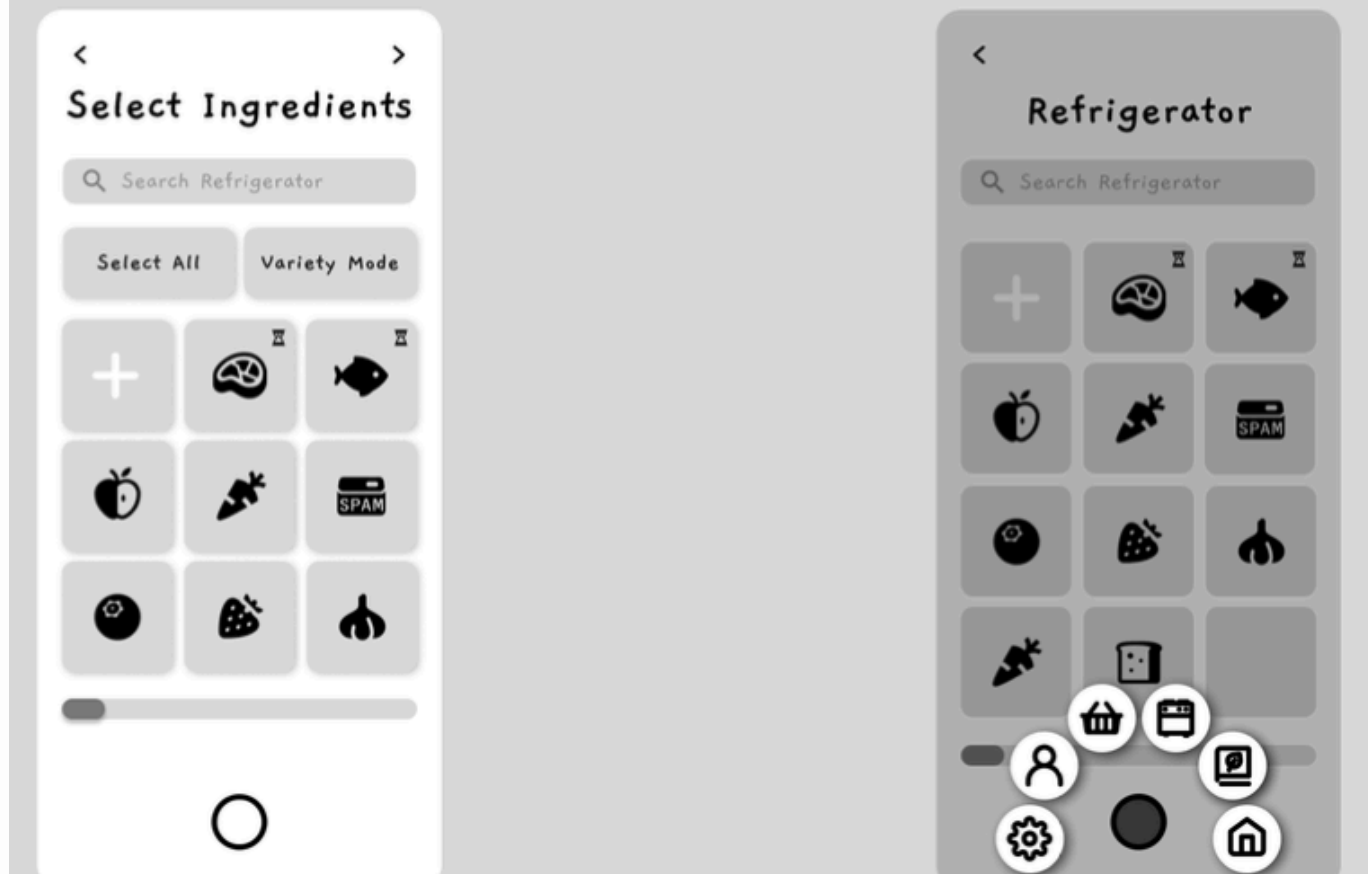 Select Ingredients
Search Refrigerator
Select All
Variety Mode
SPAM
Refrigerator
Search Refrigerator
SPAM